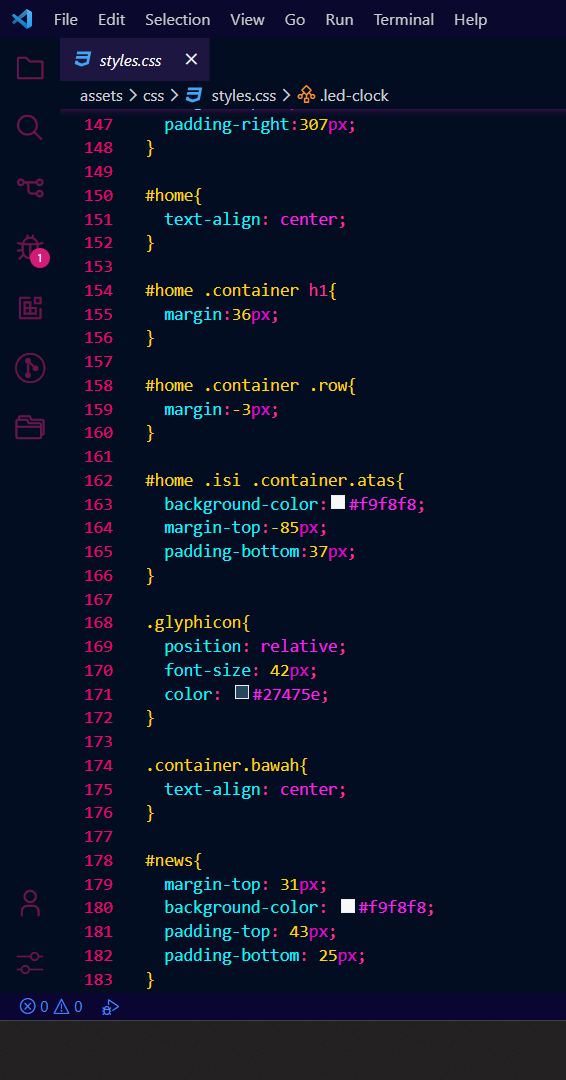 File Edit Selection View Go Run Terminal Help
styles.css
assets > css > styles.css > .led-clock
147 padding-right:307px;
148 }
149
150 #home{
151 text-align: center;
152 }
153
154 #home .container h1{
155 margin:36px;
156 }
157
158 #home .container .row{
159 margin:-3px;
160 }
161
162 #home .isi .container.atas{
163 background-color:#f9f8f8;
164 margin-top:-85px;
165 padding-bottom:37px;
166 }
167
168 .glyphicon{
169 position: relative;
170 font-size: 42px;
171 color: #27475e;
172 }
173
174 .container.bawah{
175 text-align: center;
176 }
177
178 #news{
179 margin-top: 31px;
180 background-color: #f9f8f8;
181 padding-top: 43px;
182 padding-bottom: 25px;
183 }
1
0 0